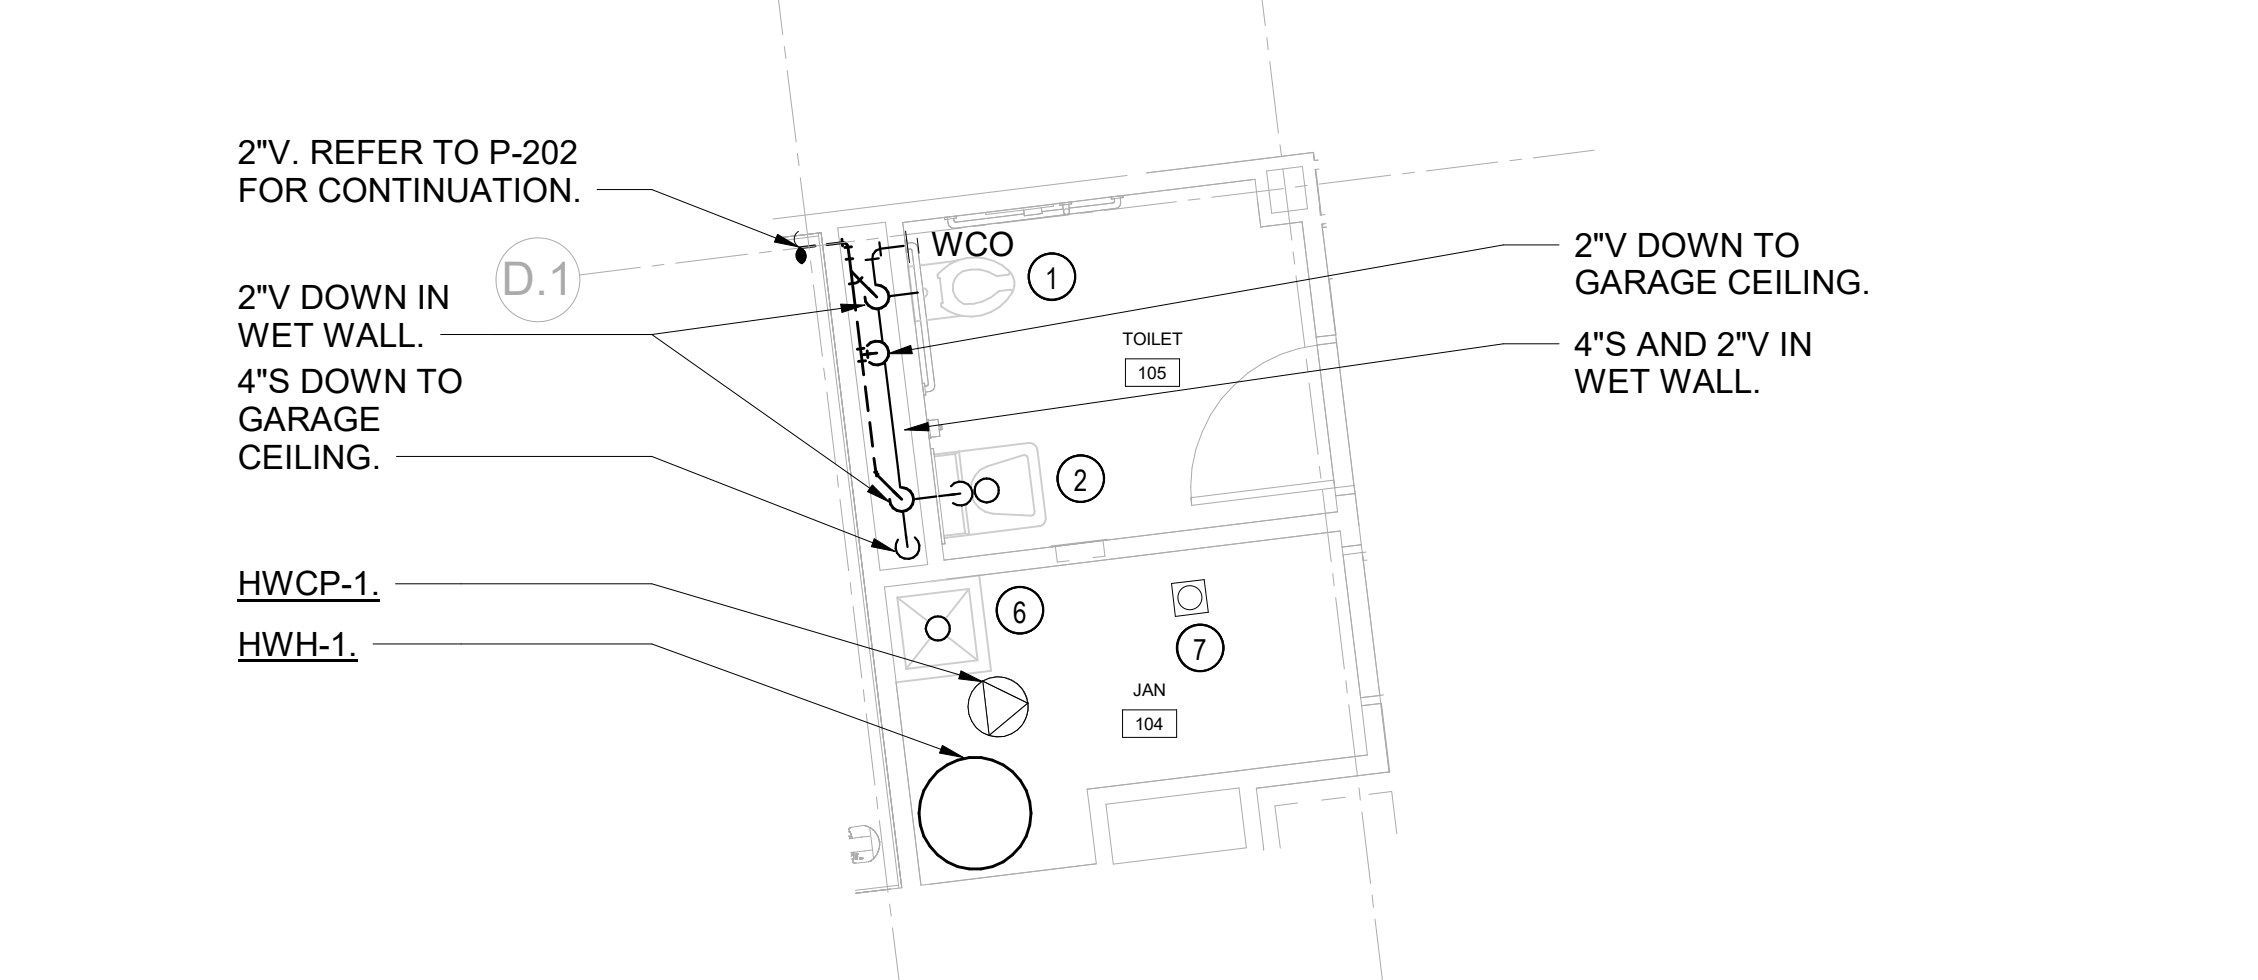 2"V. REFER TO P-202
FOR CONTINUATION.
D.1
2"V DOWN IN
WET WALL.
4"S DOWN TO
GARAGE
CEILING.
HWCP-1.
HWH-1.
WCO
1
TOILET
105
2
6
7
JAN
104
2"V DOWN TO
GARAGE CEILING.
4"S AND 2"V IN
WET WALL.